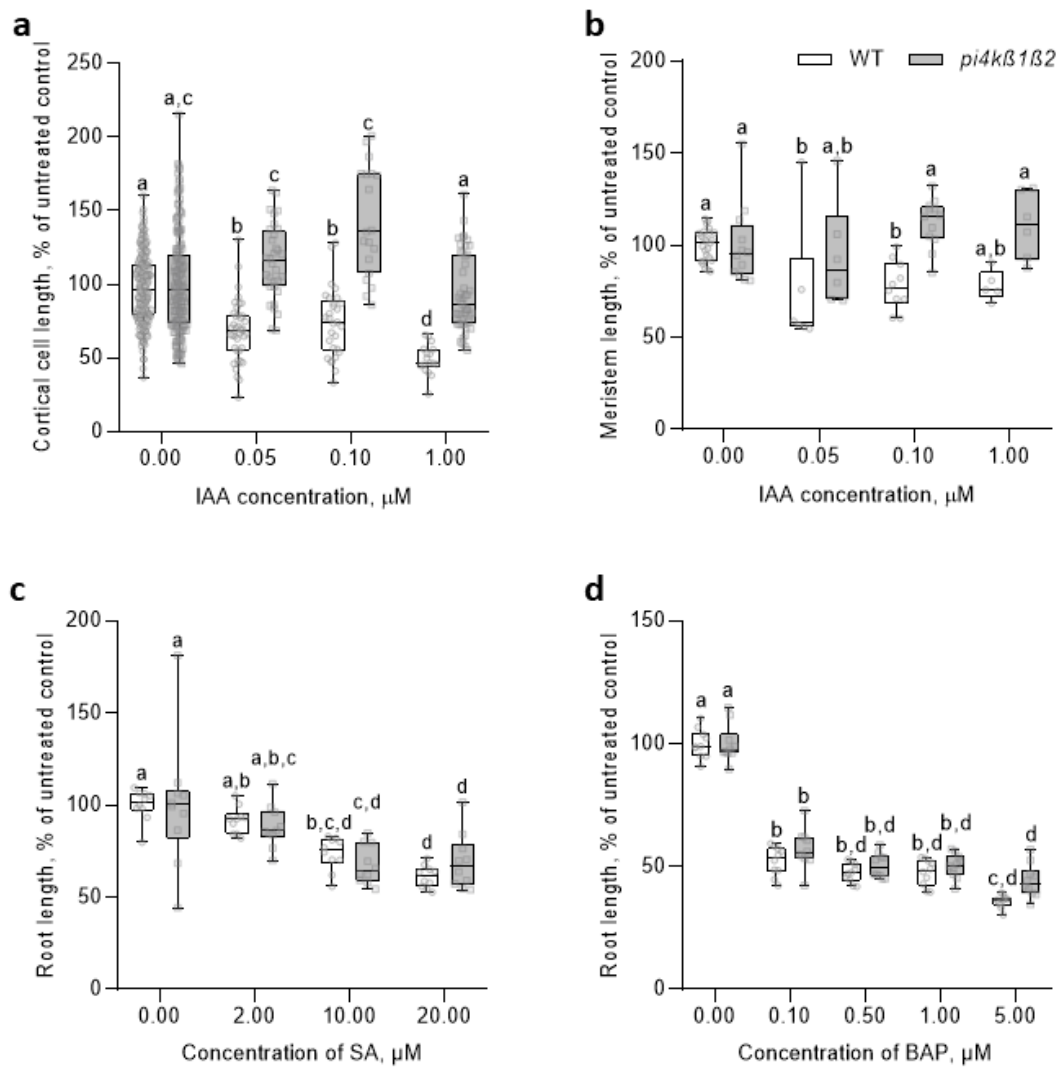 a
Cortical cell length, % of untreated control
250
200
150
100
50
0
a
a,c
b
c
b
c
d
a
0.00 0.05 0.10 1.00
IAA concentration, μM
b
Meristem length, % of untreated control
WT pi4kß1ß2
200
150
100
50
0
a
a
b
a,b
b
a
a,b
a
0.00 0.05 0.10 1.00
IAA concentration, μM
c
Root length, % of untreated control
200
150
100
50
0
a
a
a,b
a,b,c
b,c,d
c,d
d
d
0.00 2.00 10.00 20.00
Concentration of SA, μM
d
Root length, % of untreated control
150
100
50
0
a
a
b
b
b,d
b,d
b,d
b,d
c,d
d
0.00 0.10 0.50 1.00 5.00
Concentration of BAP, μM